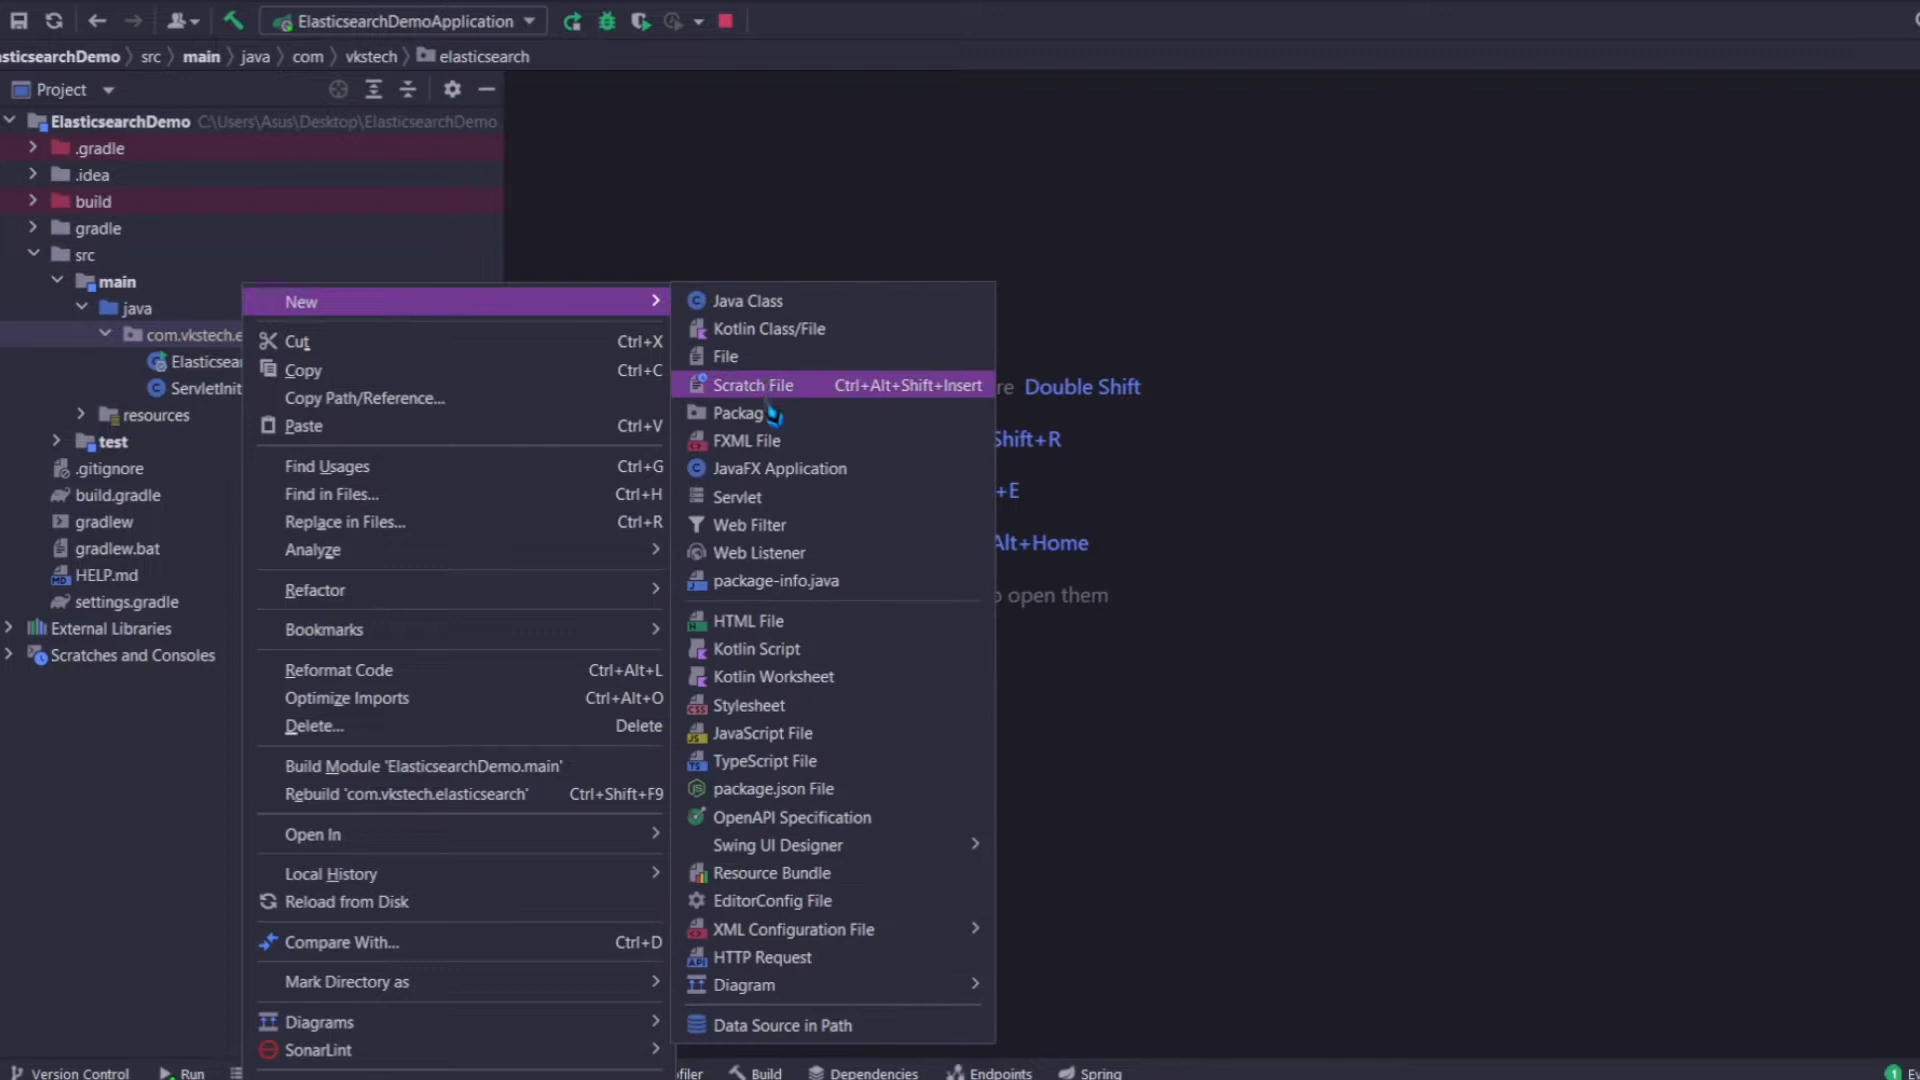 ElasticsearchDemoApplication
sticsearchDemo src main java com vkstech elasticsearch
Project
ElasticsearchDemo C:\Users\Asus\Desktop\ElasticsearchDemo
.gradle
.idea
build
gradle
src
main
java
com.vkstech.e
Elasticsear
ServletInit
resources
test
.gitignore
build.gradle
gradlew
gradlew.bat
HELP.md
settings.gradle
External Libraries
Scratches and Consoles
New
Cut Ctrl+X
Copy Ctrl+C
Copy Path/Reference...
Paste Ctrl+V
Find Usages Ctrl+G
Find in Files... Ctrl+H
Replace in Files... Ctrl+R
Analyze
Refactor
Bookmarks
Reformat Code Ctrl+Alt+L
Optimize Imports Ctrl+Alt+O
Delete... Delete
Build Module 'ElasticsearchDemo.main'
Rebuild 'com.vkstech.elasticsearch' Ctrl+Shift+F9
Open In
Local History
Reload from Disk
Compare With... Ctrl+D
Mark Directory as
Diagrams
SonarLint
Java Class
Kotlin Class/File
File
Scratch File Ctrl+Alt+Shift+Insert
Packag
FXML File
JavaFX Application
Servlet
Web Filter
Web Listener
package-info.java
HTML File
Kotlin Script
Kotlin Worksheet
Stylesheet
JavaScript File
TypeScript File
package.json File
OpenAPI Specification
Swing UI Designer
Resource Bundle
EditorConfig File
XML Configuration File
HTTP Request
Diagram
Data Source in Path
re Double Shift
Shift+R
+E
Alt+Home
o open them
Version Control Run filer Build Dependencies Endpoints Spring 1 Ev